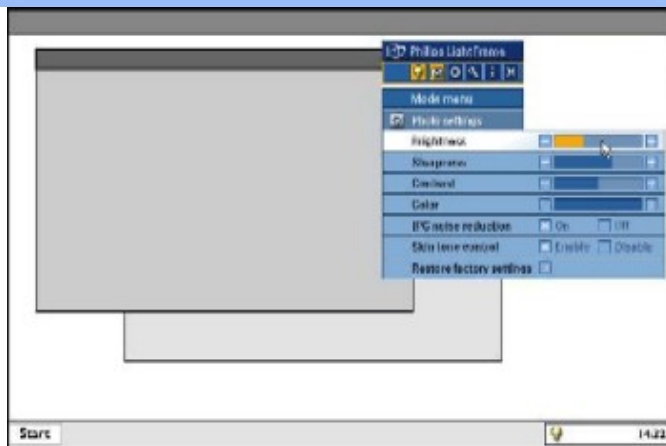 Philips LightFrame
Mode menu
Photo settings
Brightness
Sharpness
Contrast
Color
JPG noise reduction On Off
Skin tone control Enable Disable
Restore factory settings
Start